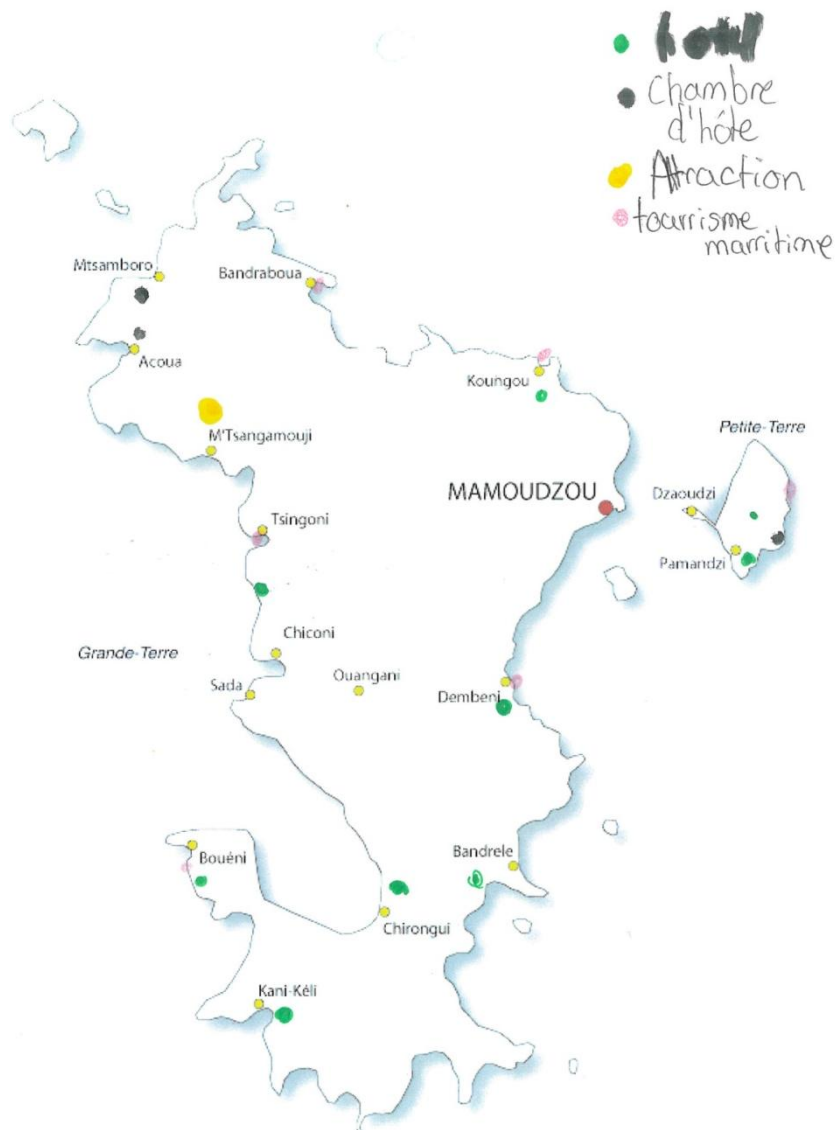 hotel
chambre
d'hôte
Attraction
tourrisme
marritime
Mtsamboro
Bandraboua
Acoua
Koungou
M'Tsangamouji
Petite-Terre
MAMOUDZOU
Dzaoudzi
Tsingoni
Pamandzi
Chiconi
Grande-Terre
Ouangani
Sada
Dembeni
Bouéni
Bandrele
Chirongui
Kani-Kéli